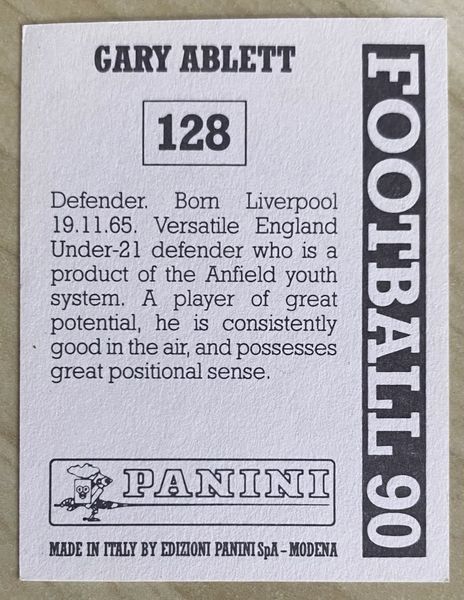 GARY ABLETT
128
Defender. Born Liverpool
19.11.65. Versatile England
Under-21 defender who is a
product of the Anfield youth
system. A player of great
potential, he is consistently
good in the air, and possesses
great positional sense.
PANINI
MADE IN ITALY BY EDIZIONI PANINI SpA - MODENA
FOOTBALL 90